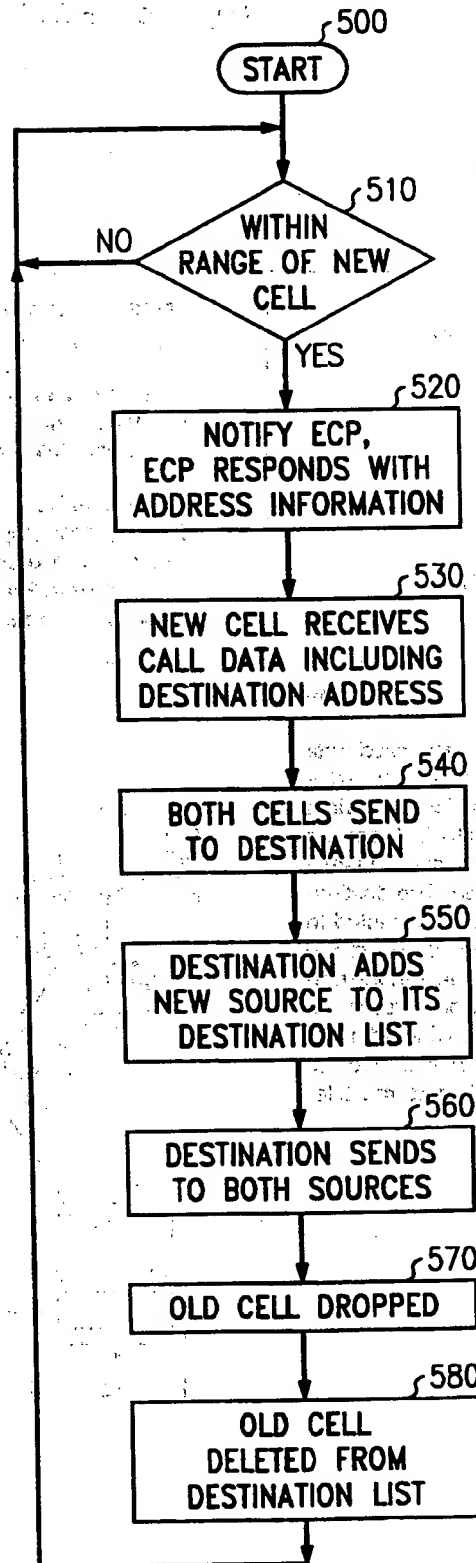 500
START
510
WITHIN
RANGE OF NEW
CELL
NO
YES
520
NOTIFY ECP,
ECP RESPONDS WITH
ADDRESS INFORMATION
530
NEW CELL RECEIVES
CALL DATA INCLUDING
DESTINATION ADDRESS
540
BOTH CELLS SEND
TO DESTINATION
550
DESTINATION ADDS
NEW SOURCE TO ITS
DESTINATION LIST
560
DESTINATION SENDS
TO BOTH SOURCES
570
OLD CELL DROPPED
580
OLD CELL
DELETED FROM
DESTINATION LIST